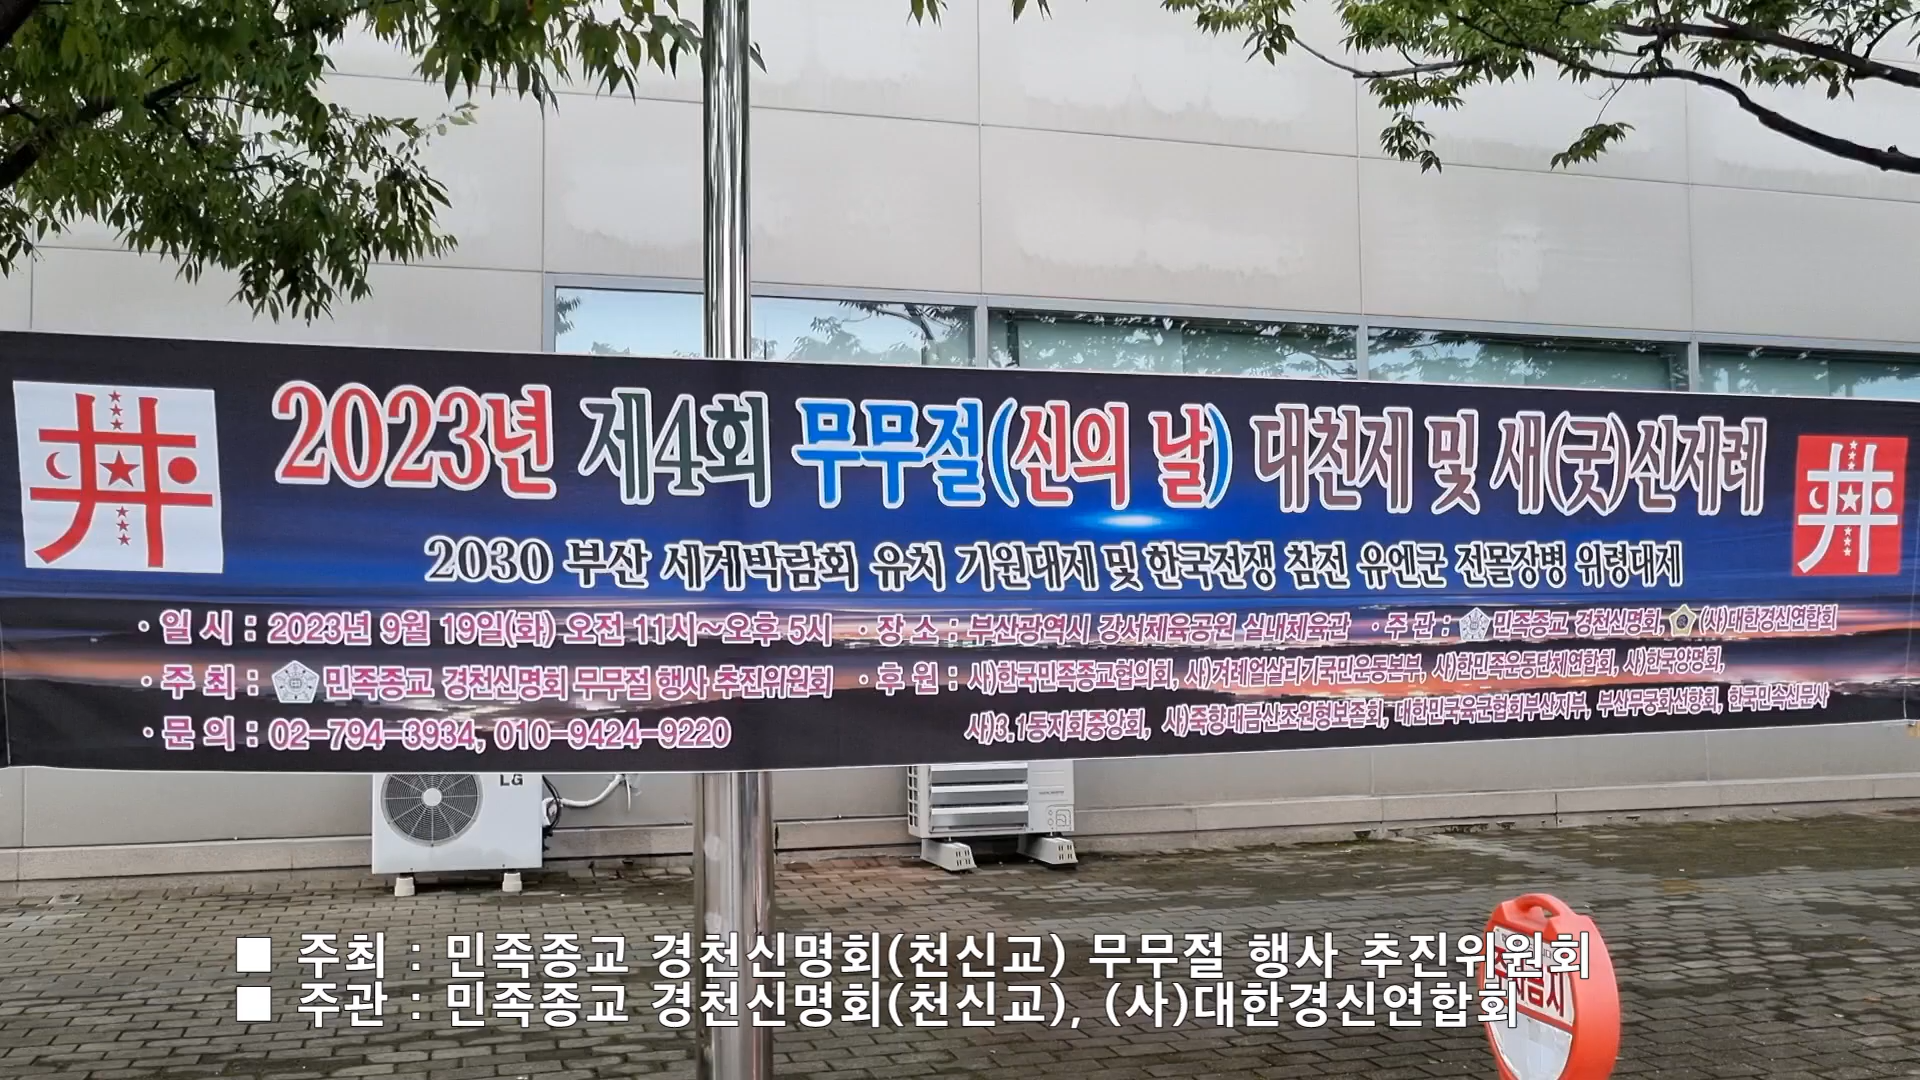 2023년 제4회 무무절(신의 날) 대천제 및 새(굿)신제례
2030 부산 세계박람회 유치 기원대제 및 한국전쟁 참전 유엔군 전몰장병 위령대제
· 일 시 : 2023년 9월 19일(화) 오전 11시~오후 5시 · 장 소 : 부산광역시 강서체육공원 실내체육관 · 주 관 : 민족종교 경천신명회, (사)대한경신연합회
· 주 최 : 민족종교 경천신명회 무무절 행사 추진위원회 · 후 원 : 사)한국민족종교협의회, 사)겨레얼살리기국민운동본부, 사)한민족운동단체연합회, 사)한국양명회,
사)3.1동지회중앙회, 사)족향대금산조원형보존회, 대한민국육군협회부산지부, 부산무궁화선향회, 한국민속신문사
· 문 의 : 02-794-3934, 010-9424-9220
LG
■ 주최 : 민족종교 경천신명회(천신교) 무무절 행사 추진위원회
■ 주관 : 민족종교 경천신명회(천신교), (사)대한경신연합회